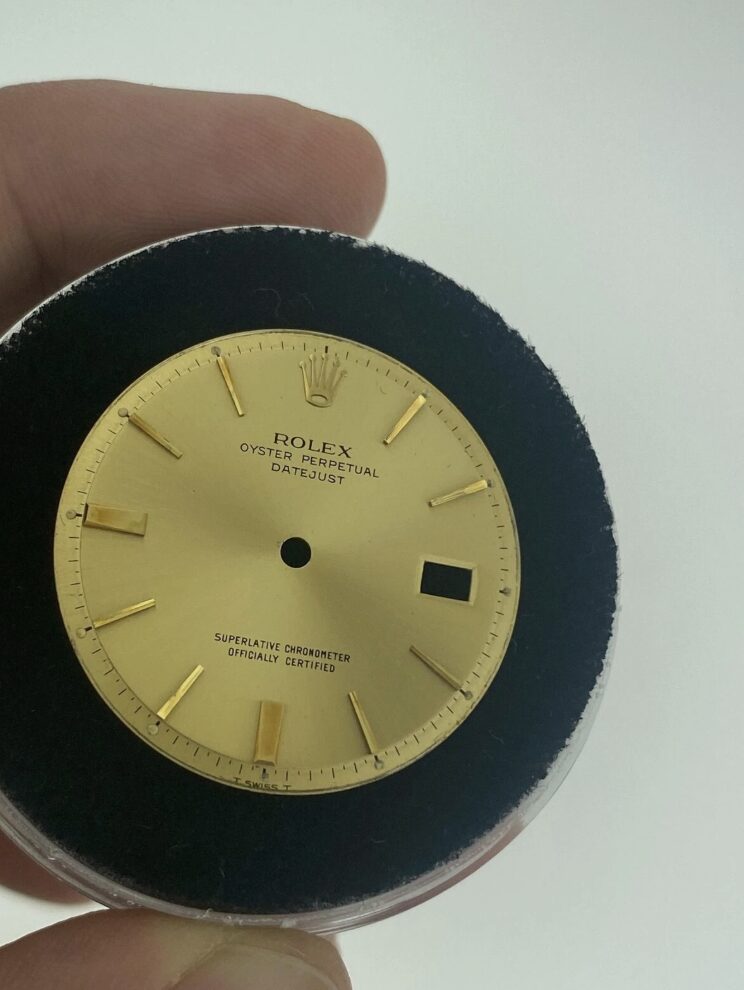 ROLEX
OYSTER PERPETUAL
DATEJUST
SUPERLATIVE CHRONOMETER
OFFICIALLY CERTIFIED
T SWISS T